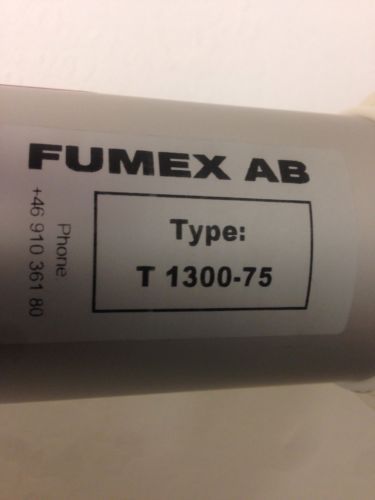 FUMEX AB
Type:
T 1300-75
Phone
+46 910 361 80